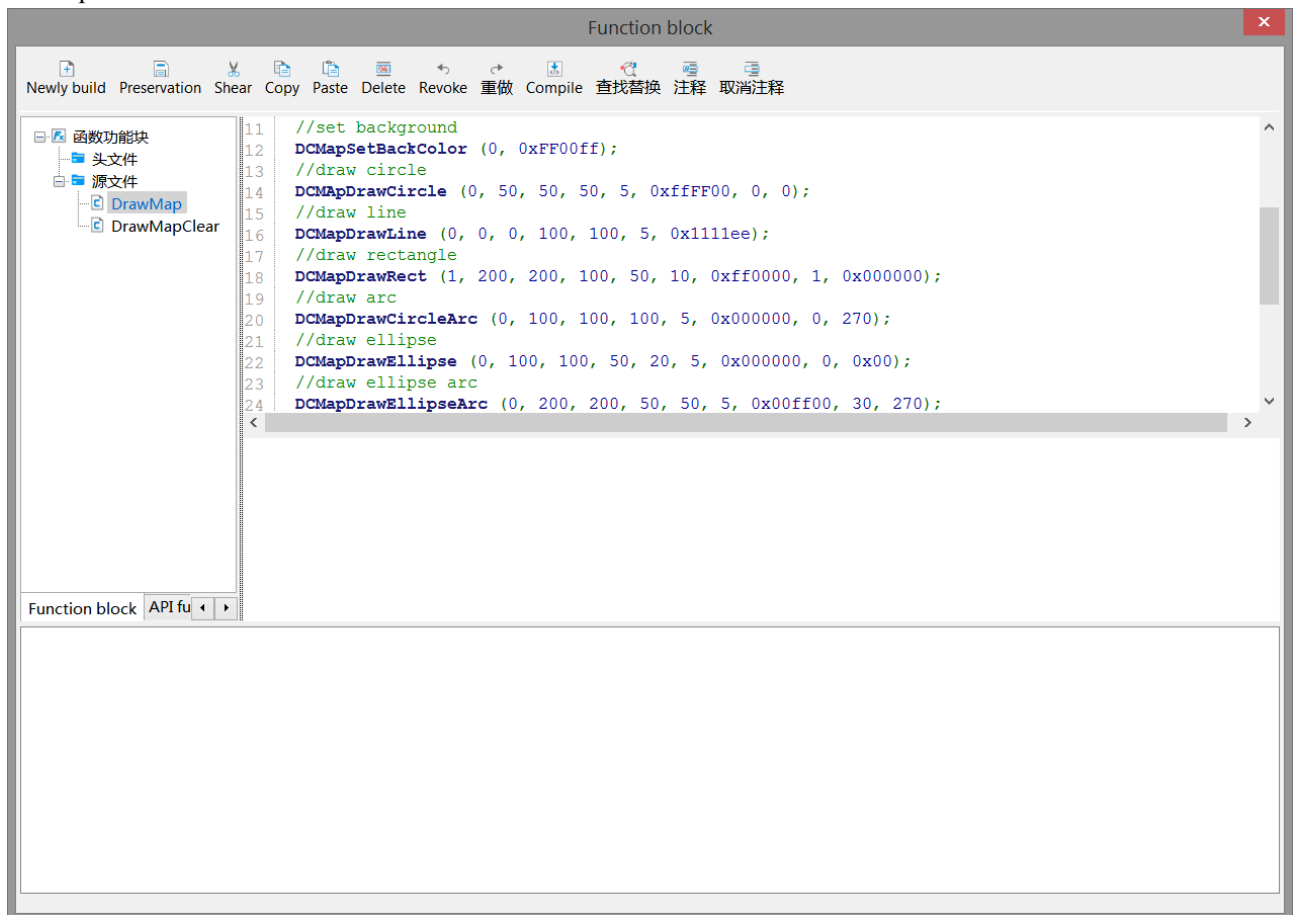 Function block
Newly build Preservation Shear Copy Paste Delete Revoke 重做 Compile 查找替换 注释 取消注释
函数功能块
头文件
源文件
DrawMap
DrawMapClear
11 //set background
12 DCMapSetBackColor (0, 0xFF00ff);
13 //draw circle
14 DCMApDrawCircle (0, 50, 50, 50, 5, 0xffFF00, 0, 0);
15 //draw line
16 DCMapDrawLine (0, 0, 0, 100, 100, 5, 0x1111ee);
17 //draw rectangle
18 DCMapDrawRect (1, 200, 200, 100, 50, 10, 0xff0000, 1, 0x000000);
19 //draw arc
20 DCMapDrawCircleArc (0, 100, 100, 100, 5, 0x000000, 0, 270);
21 //draw ellipse
22 DCMapDrawEllipse (0, 100, 100, 50, 20, 5, 0x000000, 0, 0x00);
23 //draw ellipse arc
24 DCMapDrawEllipseArc (0, 200, 200, 50, 50, 5, 0x00ff00, 30, 270);
Function block API fu